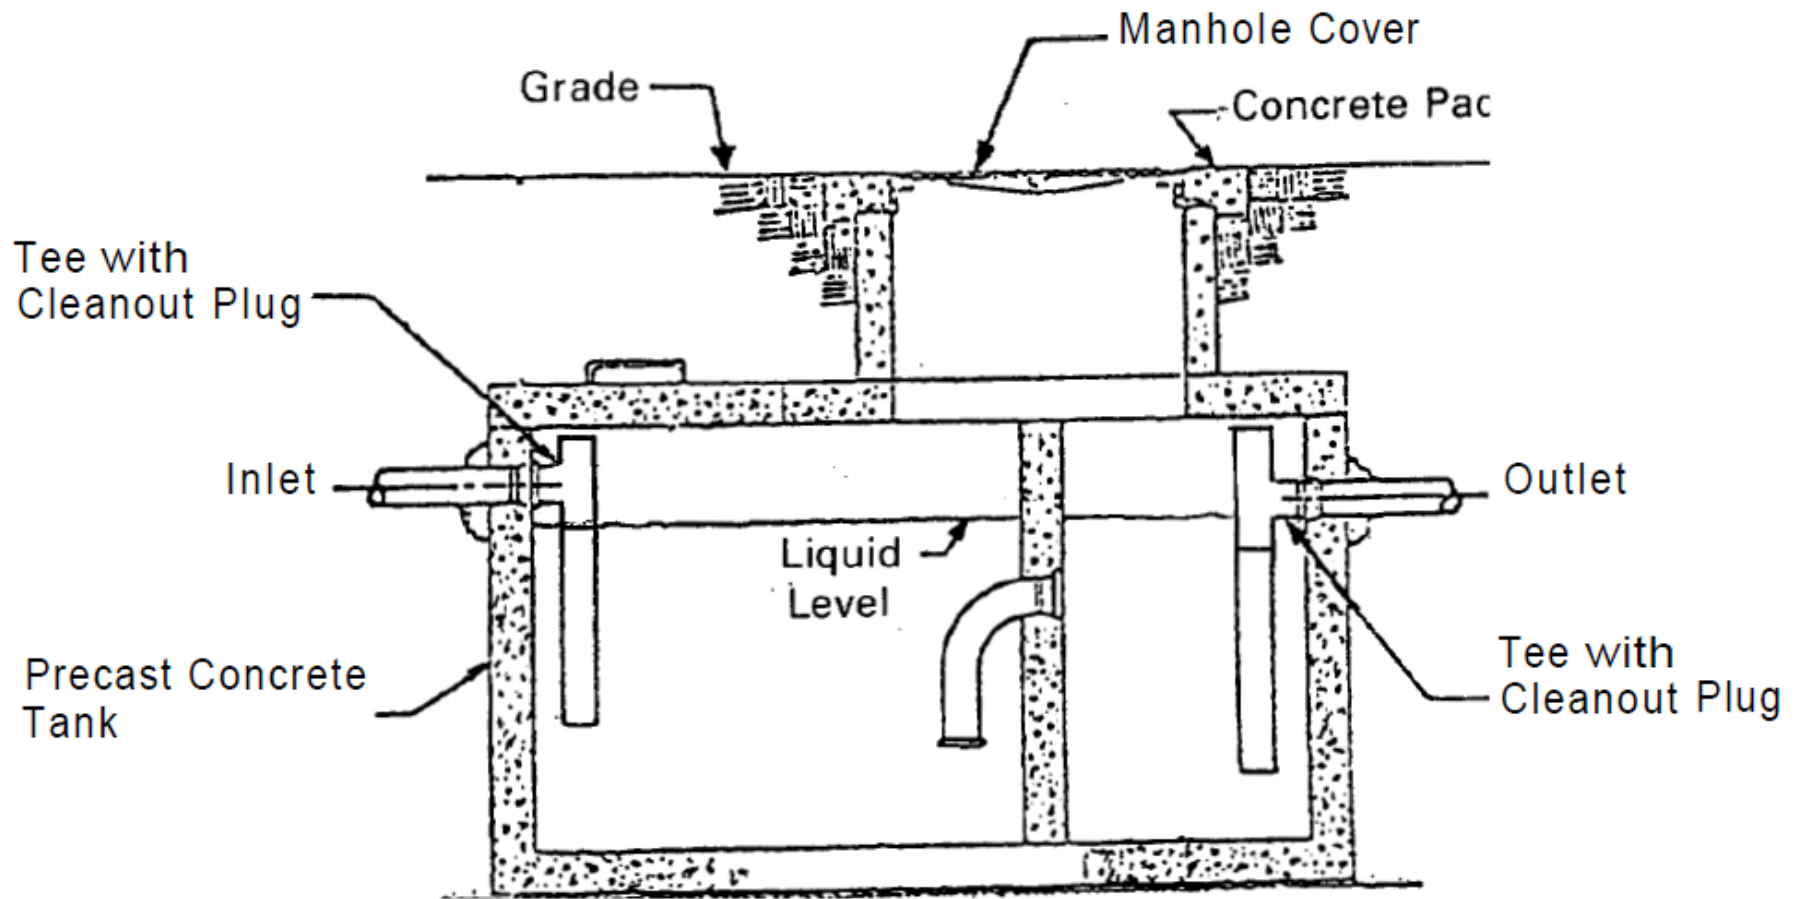 Manhole Cover
Grade
Concrete Pac
Tee with
Cleanout Plug
Inlet
Outlet
Liquid
Level
Precast Concrete
Tank
Tee with
Cleanout Plug